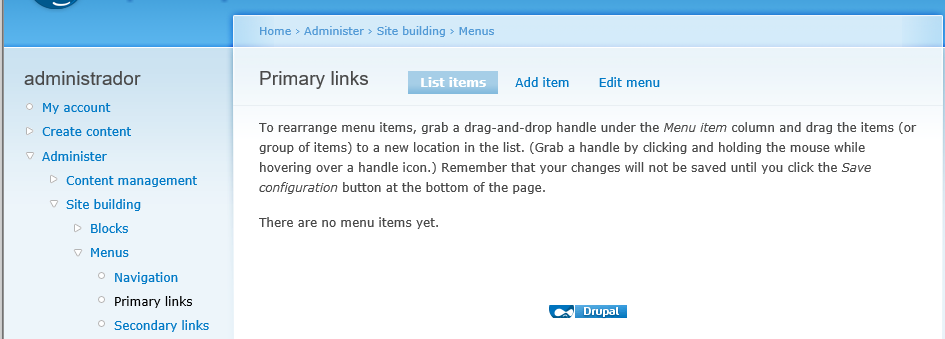 Home › Administer › Site building › Menus
administrador
My account
Create content
Administer
Content management
Site building
Blocks
Menus
Navigation
Primary links
Secondary links
Primary links
List items
Add item
Edit menu
To rearrange menu items, grab a drag-and-drop handle under the Menu item column and drag the items (or
group of items) to a new location in the list. (Grab a handle by clicking and holding the mouse while
hovering over a handle icon.) Remember that your changes will not be saved until you click the Save
configuration button at the bottom of the page.
There are no menu items yet.
Drupal